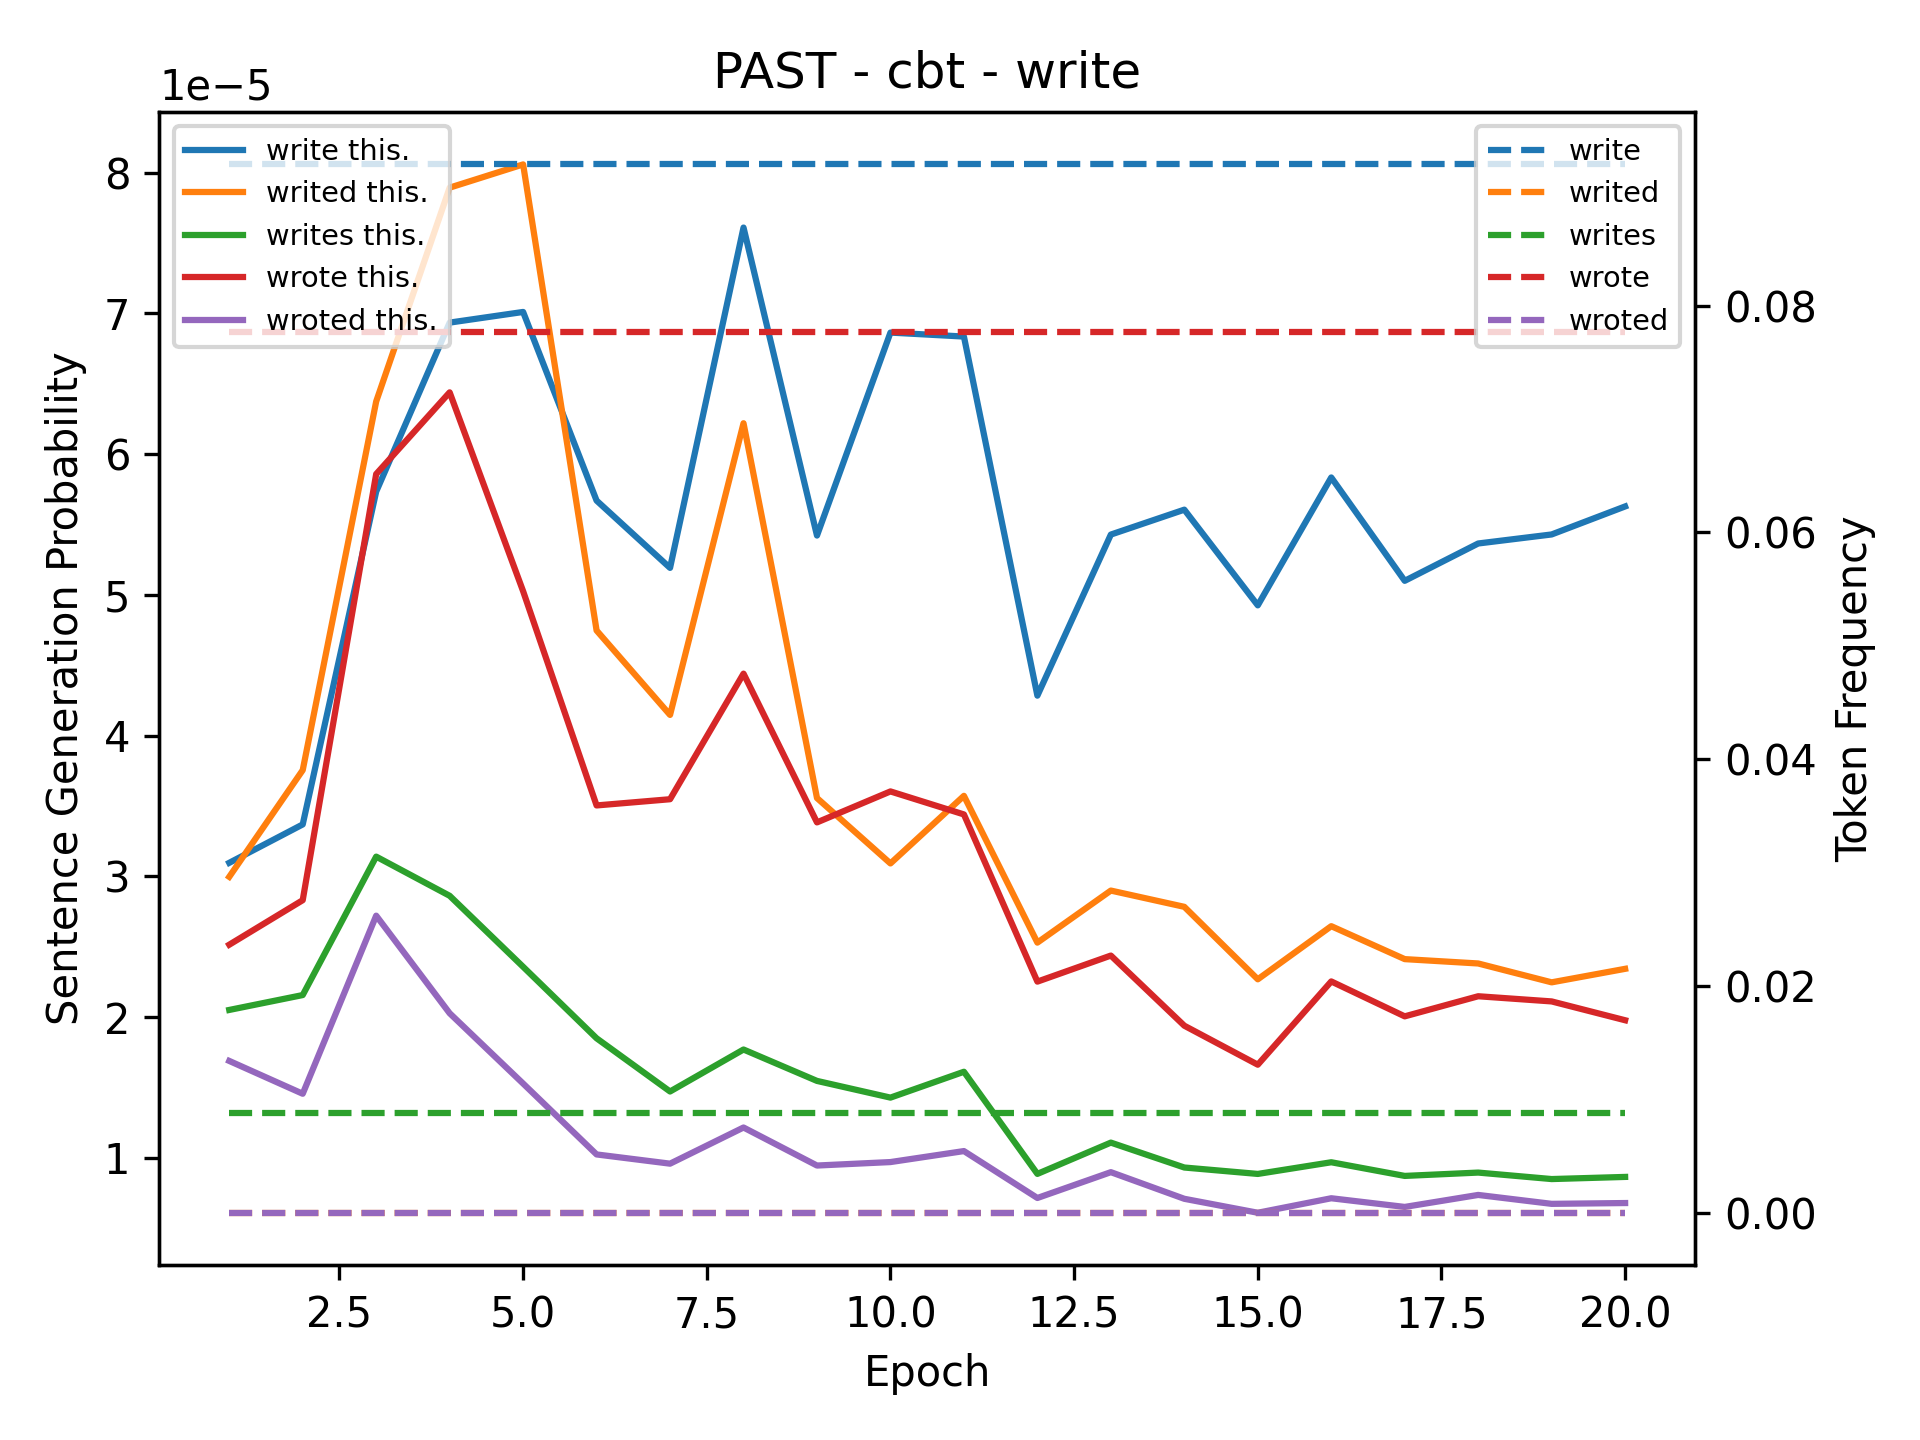 PAST - cbt - write
1e−5
write this.
writed this.
writes this.
wrote this.
wroted this.
write
writed
writes
wrote
wroted
Sentence Generation Probability
8
7
6
5
4
3
2
1
0.08
0.06
0.04
0.02
0.00
Token Frequency
2.5 5.0 7.5 10.0 12.5 15.0 17.5 20.0
Epoch